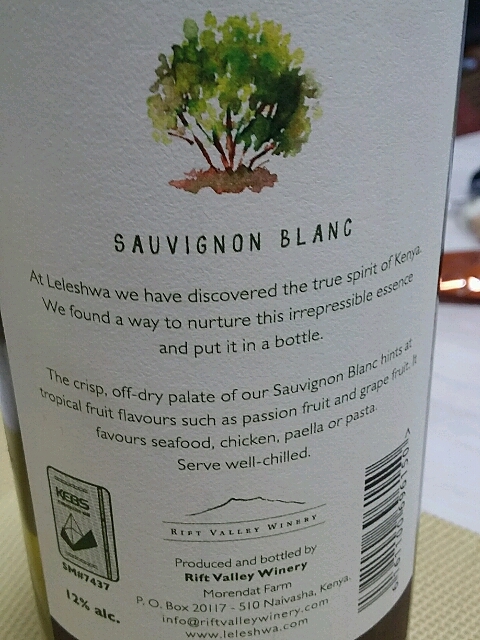 SAUVIGNON BLANC
At Leleshwa we have discovered the true spirit of Kenya.
We found a way to nurture this irrepressible essence
and put it in a bottle.
The crisp, off-dry palate of our Sauvignon Blanc hints at
tropical fruit flavours such as passion fruit and grape fruit. It
favours seafood, chicken, paella or pasta.
Serve well-chilled.
KEBS
SM#7437
12% alc.
RIFT VALLEY WINERY
Produced and bottled by
Rift Valley Winery
Morendat Farm
P. O. Box 20117 - 510 Naivasha, Kenya.
info@riftvalleywinery.com
www.leleshwa.com